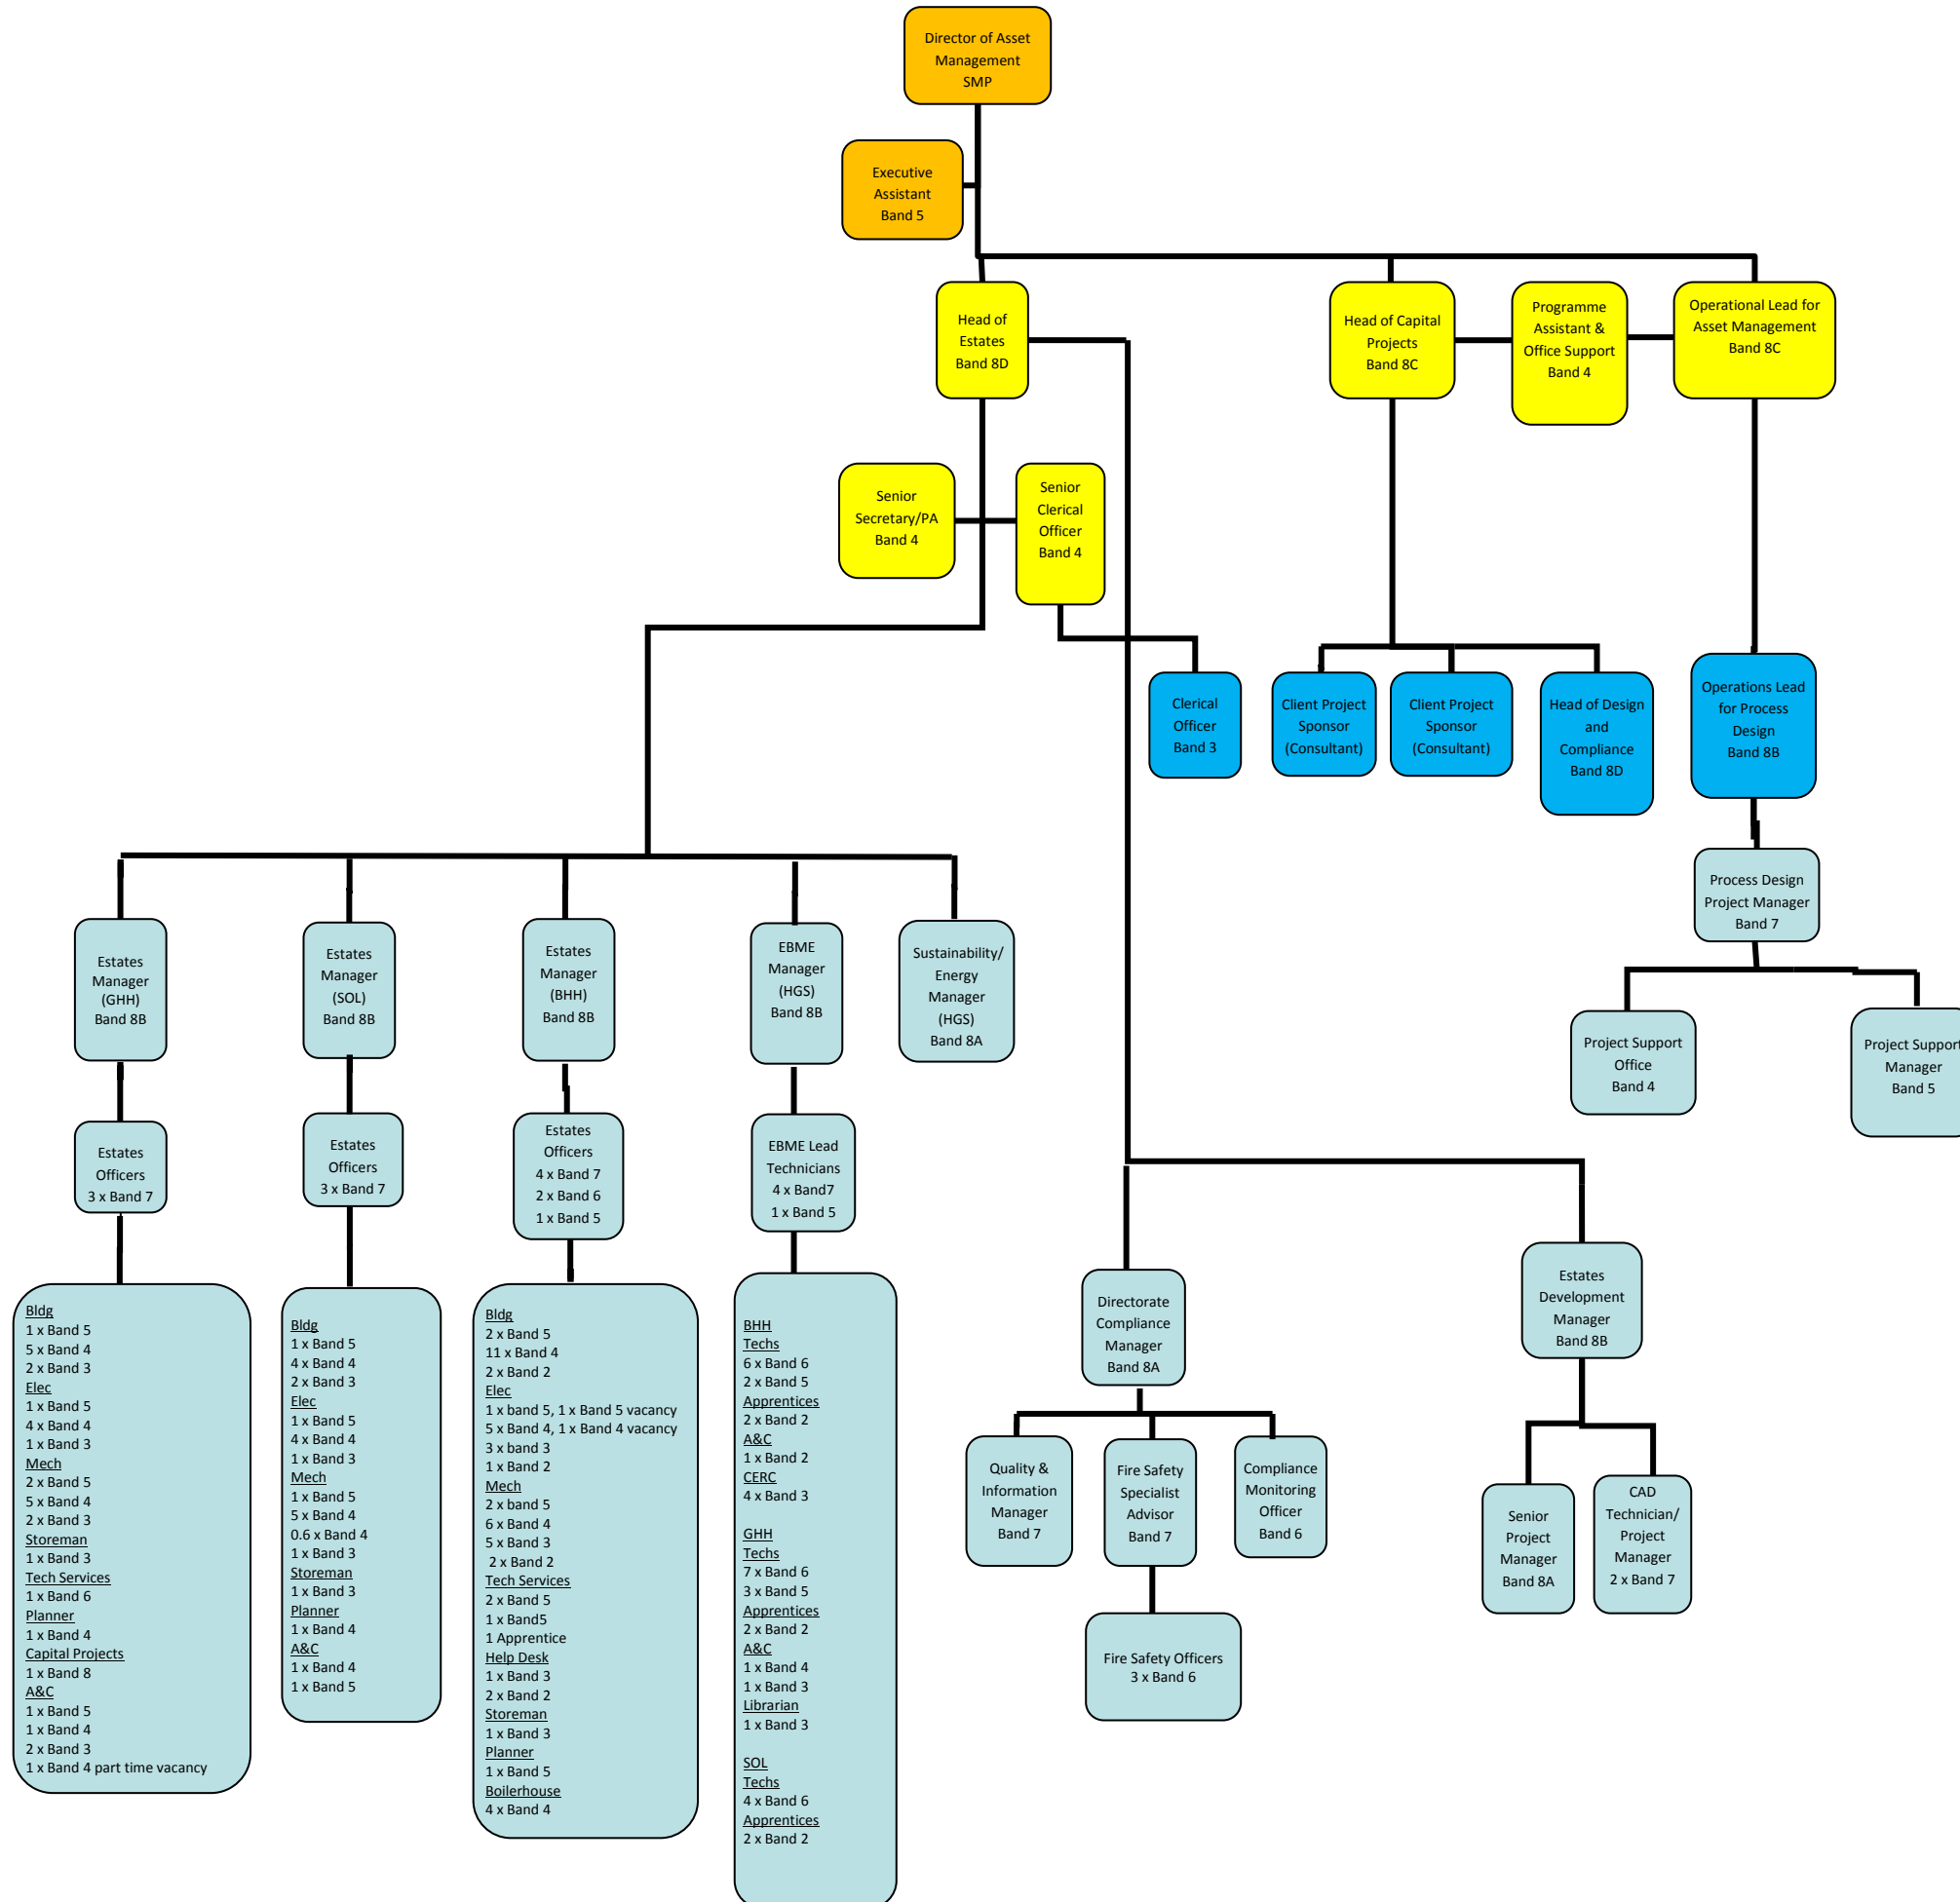 Director of Asset
Management
SMP
Executive
Assistant
Band 5
Head of
Estates
Band 8D
Head of Capital
Projects
Band 8C
Programme
Assistant &
Office Support
Band 4
Operational Lead for
Asset Management
Band 8C
Senior
Secretary/PA
Band 4
Senior
Clerical
Officer
Band 4
Clerical
Officer
Band 3
Client Project
Sponsor
(Consultant)
Client Project
Sponsor
(Consultant)
Head of Design
and
Compliance
Band 8D
Operations Lead
for Process
Design
Band 8B
Process Design
Project Manager
Band 7
Project Support
Office
Band 4
Project Support
Manager
Band 5
Estates
Manager
(GHH)
Band 8B
Estates
Manager
(SOL)
Band 8B
Estates
Manager
(BHH)
Band 8B
EBME
Manager
(HGS)
Band 8B
Sustainability/
Energy
Manager
(HGS)
Band 8A
Estates
Officers
3 x Band 7
Estates
Officers
3 x Band 7
Estates
Officers
4 x Band 7
2 x Band 6
1 x Band 5
EBME Lead
Technicians
4 x Band7
1 x Band 5
Bldg
1 x Band 5
5 x Band 4
2 x Band 3
Elec
1 x Band 5
4 x Band 4
1 x Band 3
Mech
2 x Band 5
5 x Band 4
2 x Band 3
Storeman
1 x Band 3
Tech Services
1 x Band 6
Planner
1 x Band 4
Capital Projects
1 x Band 8
A&C
1 x Band 5
1 x Band 4
2 x Band 3
1 x Band 4 part time vacancy
Bldg
1 x Band 5
4 x Band 4
2 x Band 3
Elec
1 x Band 5
4 x Band 4
1 x Band 3
Mech
1 x Band 5
5 x Band 4
0.6 x Band 4
1 x Band 3
Storeman
1 x Band 3
Planner
1 x Band 4
A&C
1 x Band 4
1 x Band 5
Bldg
2 x Band 5
11 x Band 4
2 x Band 2
Elec
1 x band 5, 1 x Band 5 vacancy
5 x Band 4, 1 x Band 4 vacancy
3 x band 3
1 x Band 2
Mech
2 x band 5
6 x Band 4
5 x Band 3
2 x Band 2
Tech Services
2 x Band 5
1 x Band5
1 Apprentice
Help Desk
1 x Band 3
2 x Band 2
Storeman
1 x Band 3
Planner
1 x Band 5
Boilerhouse
4 x Band 4
BHH
Techs
6 x Band 6
2 x Band 5
Apprentices
2 x Band 2
A&C
1 x Band 2
CERC
4 x Band 3
GHH
Techs
7 x Band 6
3 x Band 5
Apprentices
2 x Band 2
A&C
1 x Band 4
1 x Band 3
Librarian
1 x Band 3
SOL
Techs
4 x Band 6
Apprentices
2 x Band 2
Directorate
Compliance
Manager
Band 8A
Estates
Development
Manager
Band 8B
Quality &
Information
Manager
Band 7
Fire Safety
Specialist
Advisor
Band 7
Compliance
Monitoring
Officer
Band 6
Fire Safety Officers
3 x Band 6
Senior
Project
Manager
Band 8A
CAD
Technician/
Project
Manager
2 x Band 7